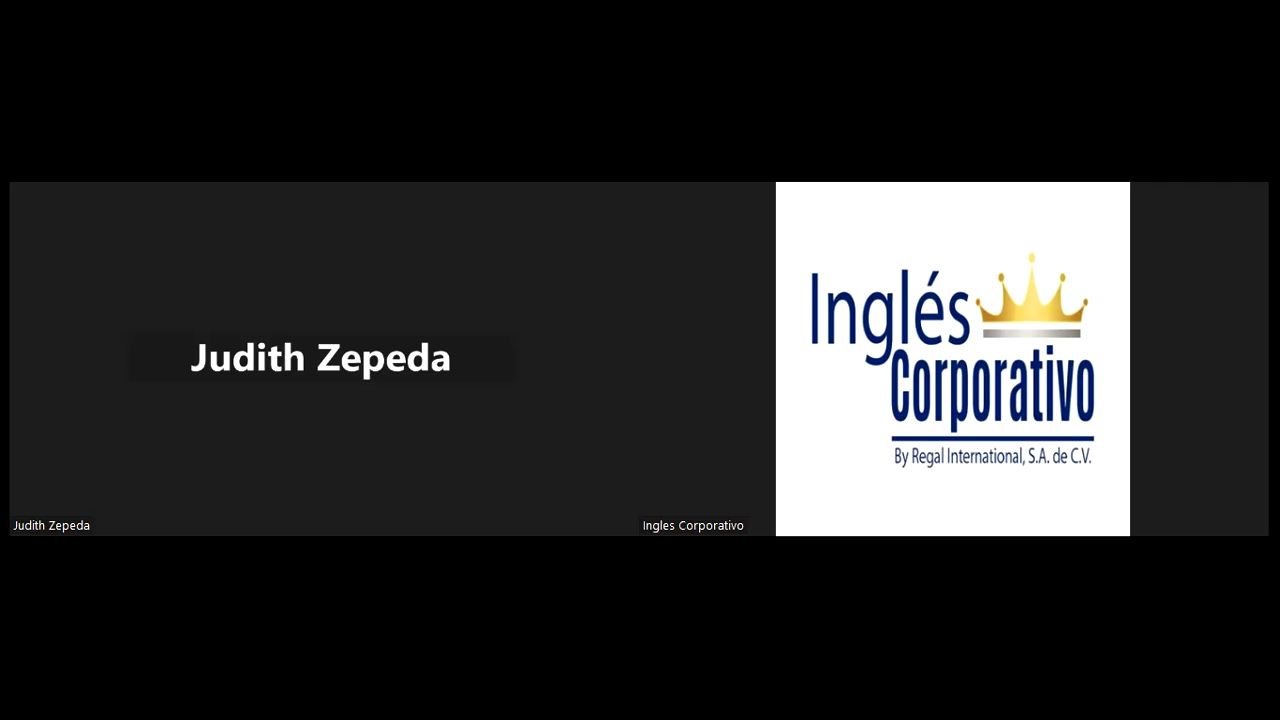 Judith Zepeda
Judith Zepeda
Inglés
Corporativo
By Regal International, S.A. de C.V.
Ingles Corporativo